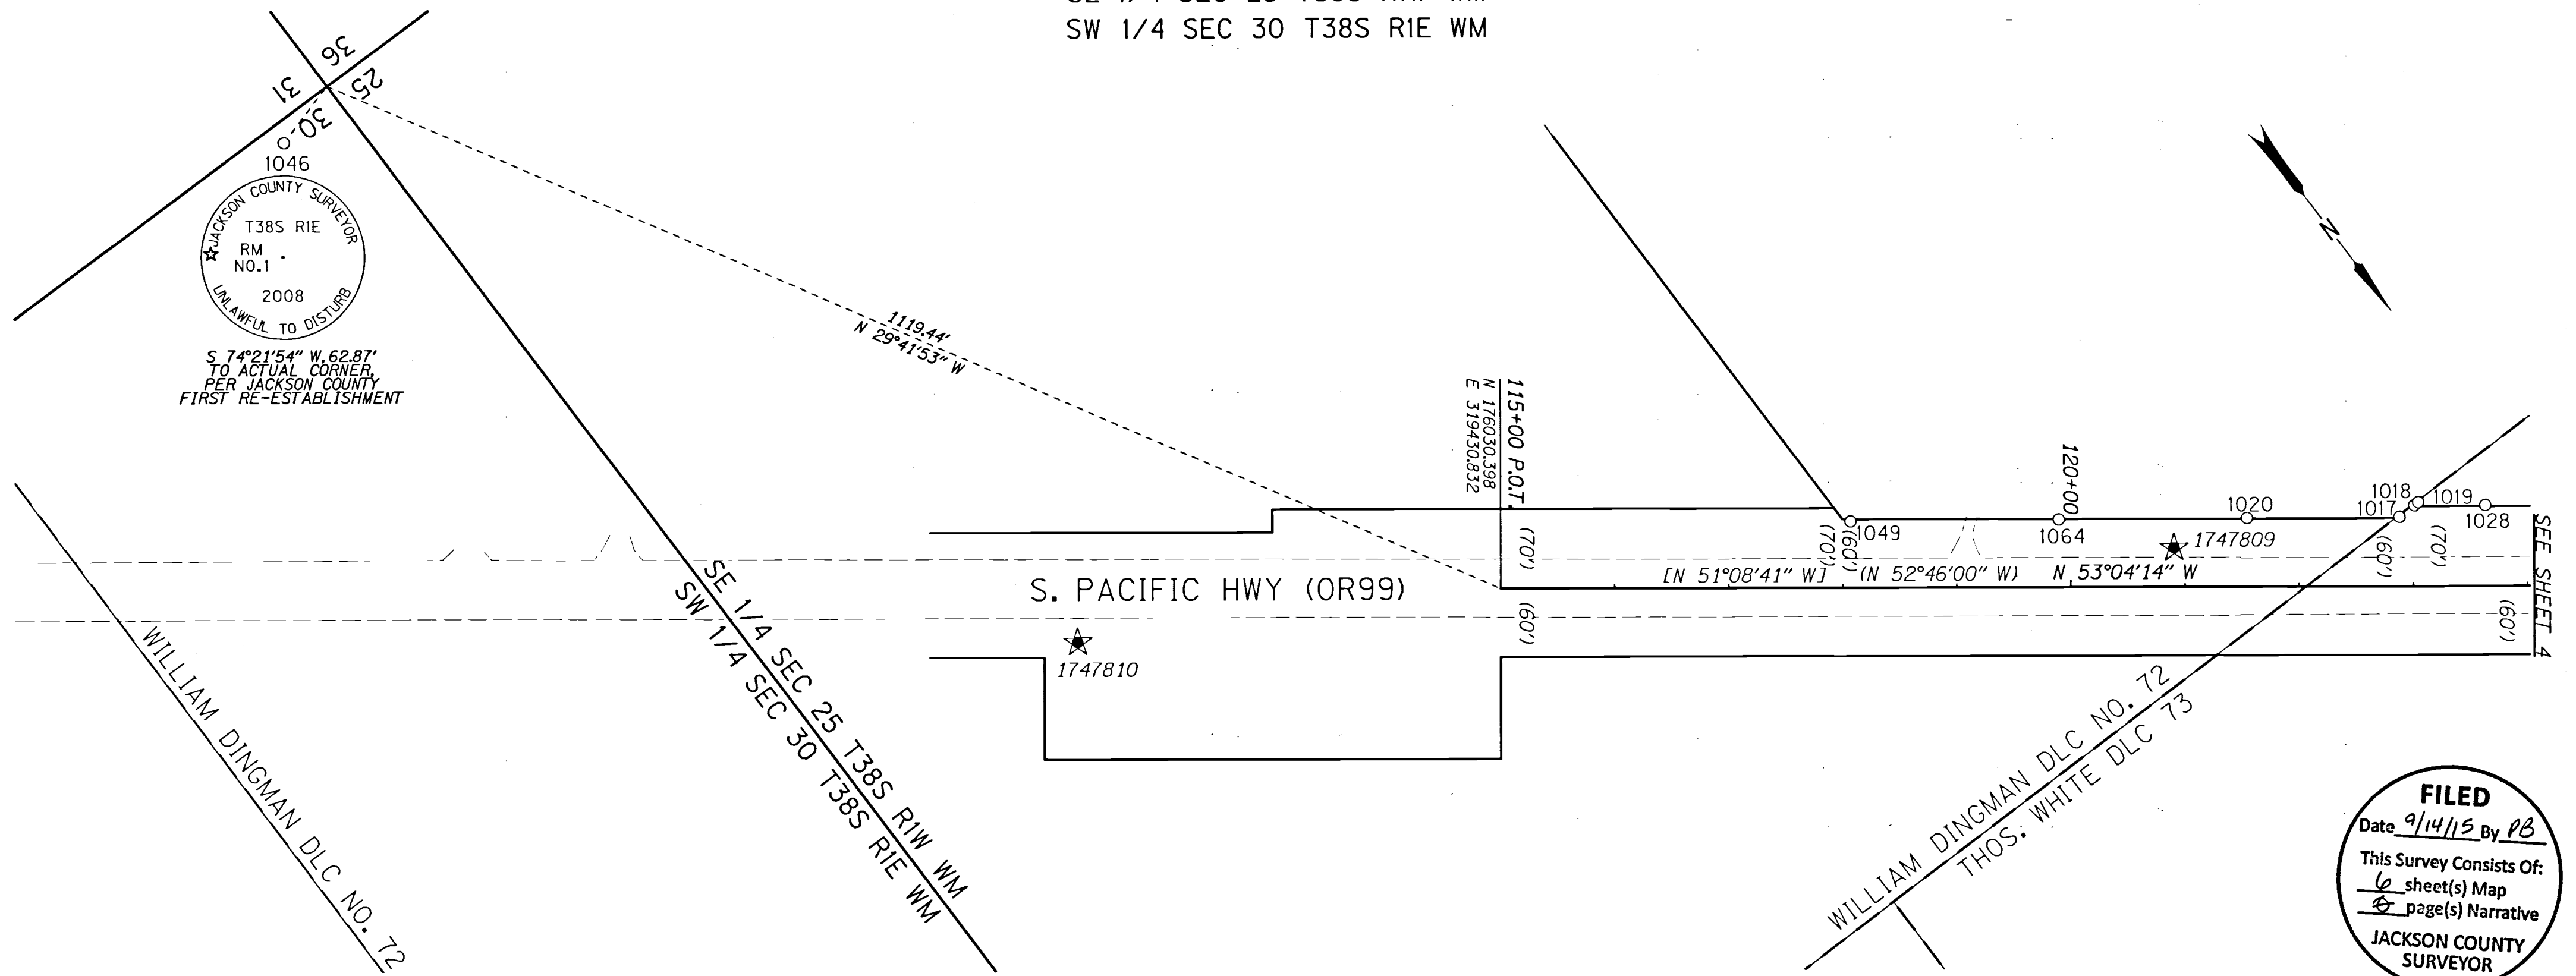 SW 1/4 SEC 30 T38S R1E WM
36
31
25
30
1046
JACKSON COUNTY SURVEYOR
T38S R1E
RM
NO.1
2008
UNLAWFUL TO DISTURB
S 74°21'54" W, 62.87'
TO ACTUAL CORNER,
PER JACKSON COUNTY
FIRST RE-ESTABLISHMENT
1119.44'
N 29°41'53" W
N
115+00 P.O.T.
N 176030.398
E 319430.832
120+00
1018
1019
1017
1028
1020
1049
1064
1747809
(70')
(70')
(60')
(60')
(70')
SEE SHEET 4
[N 51°08'41" W]
(N 52°46'00" W)
N 53°04'14" W
S. PACIFIC HWY (OR99)
(60')
(60')
1747810
SE 1/4 SEC 25 T38S R1W WM
SW 1/4 SEC 30 T38S R1E WM
WILLIAM DINGMAN DLC NO. 72
WILLIAM DINGMAN DLC NO. 72
THOS. WHITE DLC 73
FILED
Date 9/14/15 By PB
This Survey Consists Of:
6 sheet(s) Map
page(s) Narrative
JACKSON COUNTY
SURVEYOR